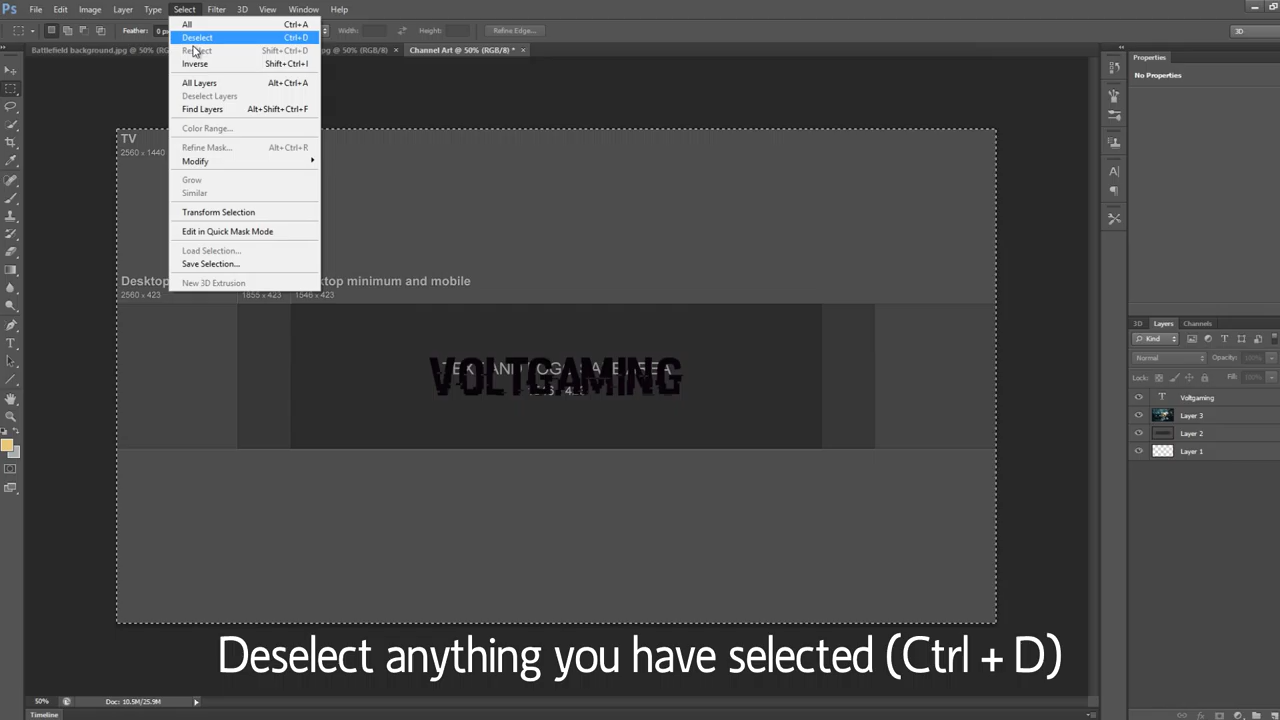 Ps File Edit Image Layer Type Select Filter 3D View Window Help
Feather: 0 px Width: Height: Refine Edge... 3D
Battlefield background.jpg @ 50% (RGB/8) × Channel Art @ 50% (RGB/8) * ×
All Ctrl+A
Deselect Ctrl+D
Reselect Shift+Ctrl+D
Inverse Shift+Ctrl+I
All Layers Alt+Ctrl+A
Deselect Layers
Find Layers Alt+Shift+Ctrl+F
Color Range...
Refine Mask... Alt+Ctrl+R
Modify
Grow
Similar
Transform Selection
Edit in Quick Mask Mode
Load Selection...
Save Selection...
New 3D Extrusion
TV
2560 x 1440
Desktop minimum and mobile
2560 x 423 1855 x 423 1546 x 423
VOLTGAMING
Properties
No Properties
3D Layers Channels
Kind
Normal Opacity:
Lock: Fill:
Voltgaming
Layer 3
Layer 2
Layer 1
Deselect anything you have selected (Ctrl + D)
50% Doc: 10.5M/25.9M
Timeline